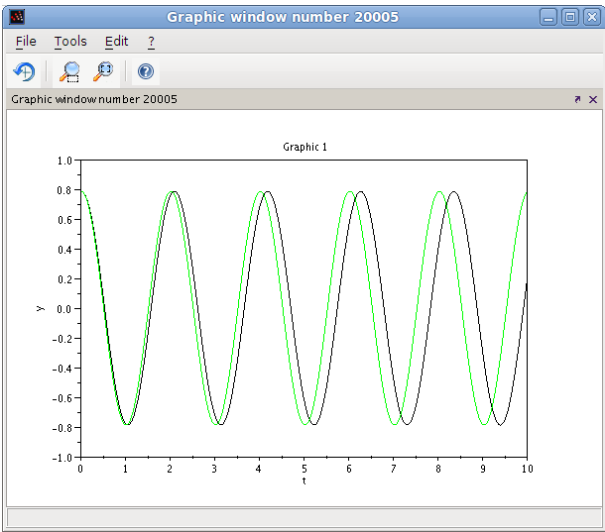 Graphic window number 20005
File Tools Edit ?
Graphic window number 20005
Graphic 1
1.0
0.8
0.6
0.4
0.2
0.0
-0.2
-0.4
-0.6
-0.8
-1.0
y
0 1 2 3 4 5 6 7 8 9 10
t